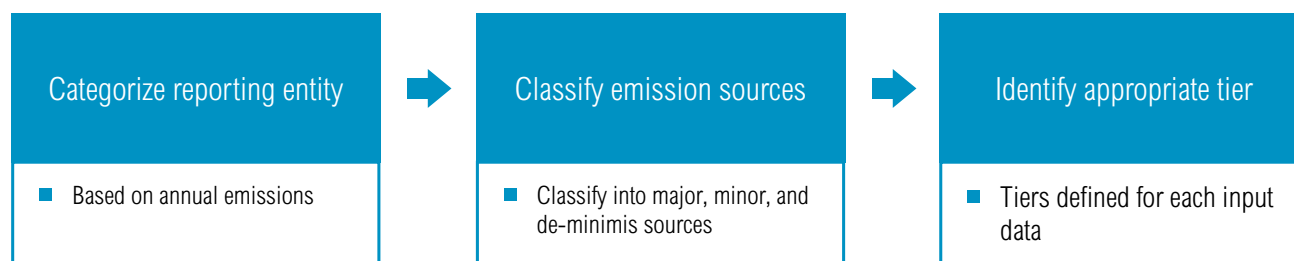 Categorize reporting entity
Based on annual emissions
Classify emission sources
Classify into major, minor, and
de-minimis sources
Identify appropriate tier
Tiers defined for each input
data